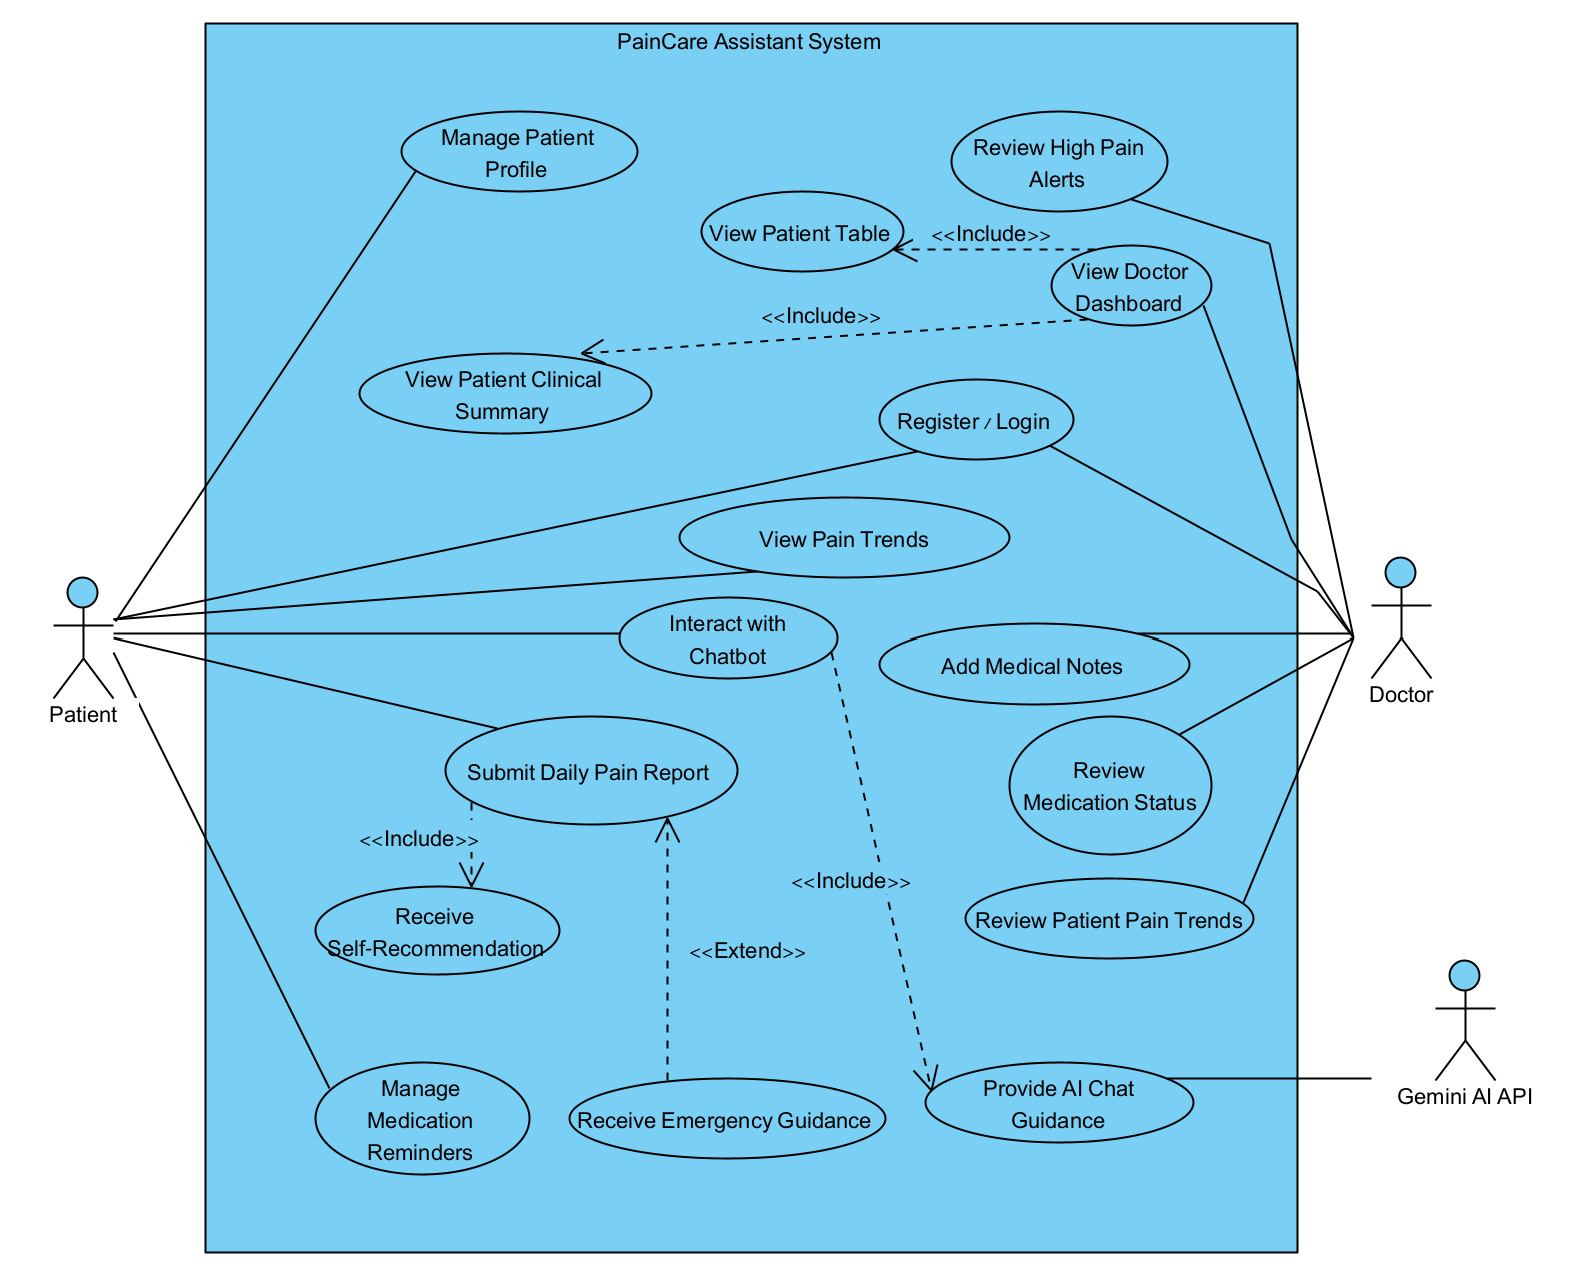 PainCare Assistant System
Manage Patient
Profile
Review High Pain
Alerts
View Patient Table
<<Include>>
View Doctor
Dashboard
<<Include>>
View Patient Clinical
Summary
Register / Login
View Pain Trends
Interact with
Chatbot
Add Medical Notes
Patient
Doctor
Submit Daily Pain Report
Review
Medication Status
<<Include>>
<<Include>>
Receive
Self-Recommendation
Review Patient Pain Trends
<<Extend>>
Manage
Medication
Reminders
Receive Emergency Guidance
Provide AI Chat
Guidance
Gemini AI API